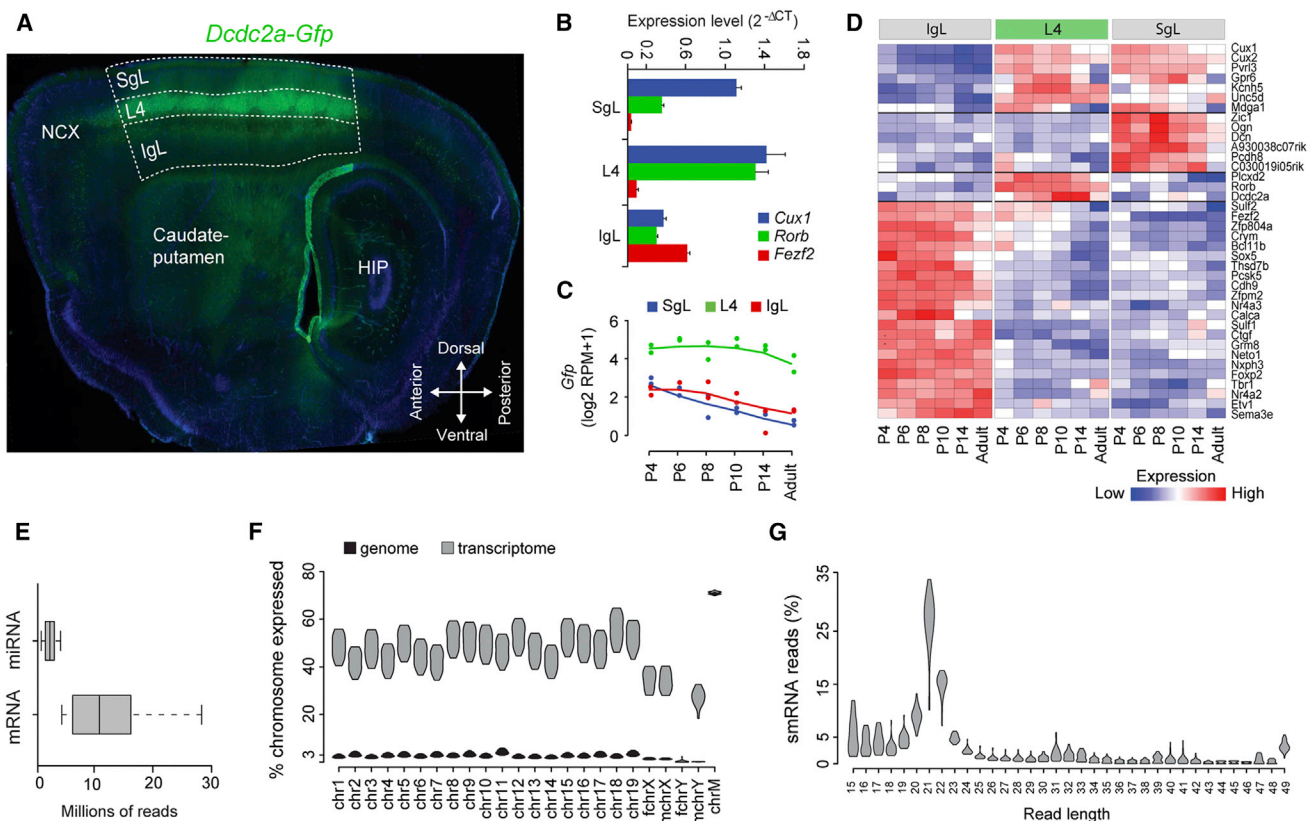 A
Dcdc2a-Gfp
SgL
L4
IgL
NCX
Caudate-
putamen
HIP
Dorsal
Anterior
Posterior
Ventral
B
Expression level (2 -ΔCT)
0.2
0.6
1.0
1.4
1.8
SgL
L4
IgL
Cux1
Rorb
Fezf2
C
SgL L4 IgL
Gfp
(log2 RPM+1)
6
4
2
0
P4 P6 P8 P10 P14 Adult
D
IgL L4 SgL
Cux1
Cux2
Pvrl3
Gpr6
Kcnh5
Unc5d
Mdga1
Zic1
Ogn
Dcn
A930038c07rik
Pcdh8
C030019i05rik
Plcxd2
Rorb
Dcdc2a
Sulf2
Fezf2
Zfp804a
Crym
Bcl11b
Sox5
Thsd7b
Pcsk5
Cdh9
Zfpm2
Nr4a3
Calca
Sulf1
Ctgf
Grm8
Neto1
Nxph3
Foxp2
Tbr1
Nr4a2
Etv1
Sema3e
P4 P6 P8 P10 P14 Adult P4 P6 P8 P10 P14 Adult P4 P6 P8 P10 P14 Adult
Expression
Low High
E
miRNA
mRNA
0 10 20 30
Millions of reads
F
genome transcriptome
% chromosome expressed
80
60
40
20
3
chr1 chr2 chr3 chr4 chr5 chr6 chr7 chr8 chr9 chr10 chr11 chr12 chr13 chr14 chr15 chr16 chr17 chr18 chr19 fchrX mchrX fchrY mchrY chrM
G
smRNA reads (%)
35
25
15
5
0
15 16 17 18 19 20 21 22 23 24 25 26 27 28 29 30 31 32 33 34 35 36 37 38 39 40 41 42 43 44 45 46 47 48 49
Read length